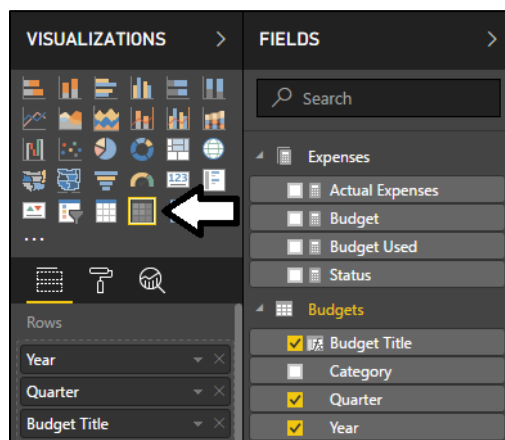 VISUALIZATIONS >
FIELDS >
Search
Expenses
Actual Expenses
Budget
Budget Used
Status
Budgets
Budget Title
Category
Quarter
Year
123
...
Rows
Year
Quarter
Budget Title